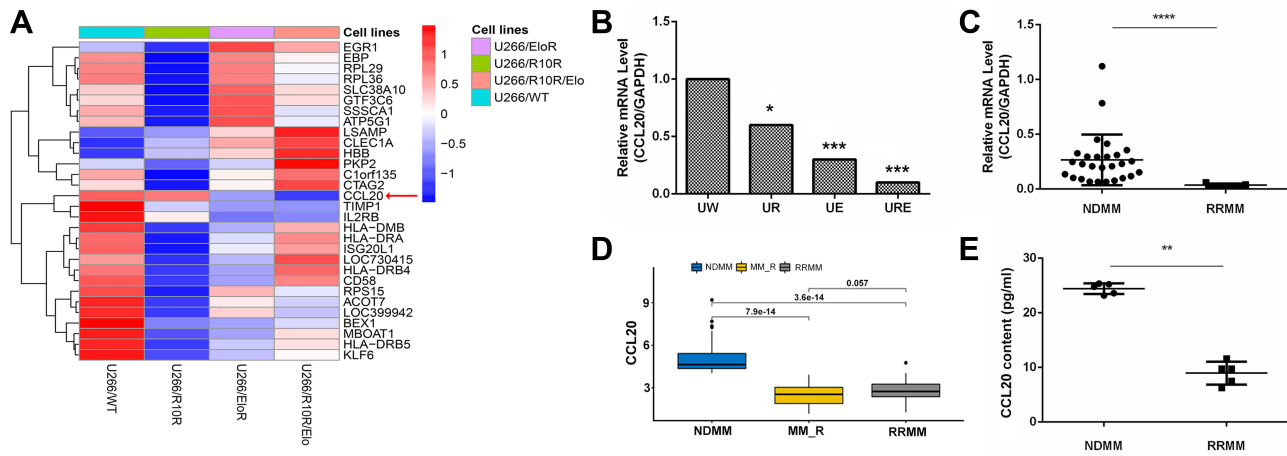 A
Cell lines
EGR1
EBP
RPL29
RPL36
SLC38A10
GTF3C6
SSSCA1
ATP5G1
LSAMP
CLEC1A
HBB
PKP2
C1orf135
CTAG2
CCL20
TIMP1
IL2RB
HLA-DMB
HLA-DRA
ISG20L1
LOC730415
HLA-DRB4
CD58
RPS15
ACOT7
LOC399942
BEX1
MBOAT1
HLA-DRB5
KLF6
U266/WT
U266/R10R
U266/EloR
U266/R10R/Elo
1
0.5
0
−0.5
−1
Cell lines
U266/EloR
U266/R10R
U266/R10R/Elo
U266/WT
B
Relative mRNA Level
(CCL20/GAPDH)
1.0
0.5
0.0
*
***
***
UW UR UE URE
C
Relative mRNA Level
(CCL20/GAPDH)
1.5
1.0
0.5
0.0
****
NDMM RRMM
D
NDMM MM_R RRMM
CCL20
9
6
3
0.057
3.6e-14
7.9e-14
NDMM MM_R RRMM
E
CCL20 content (pg/ml)
30
20
10
0
**
NDMM RRMM